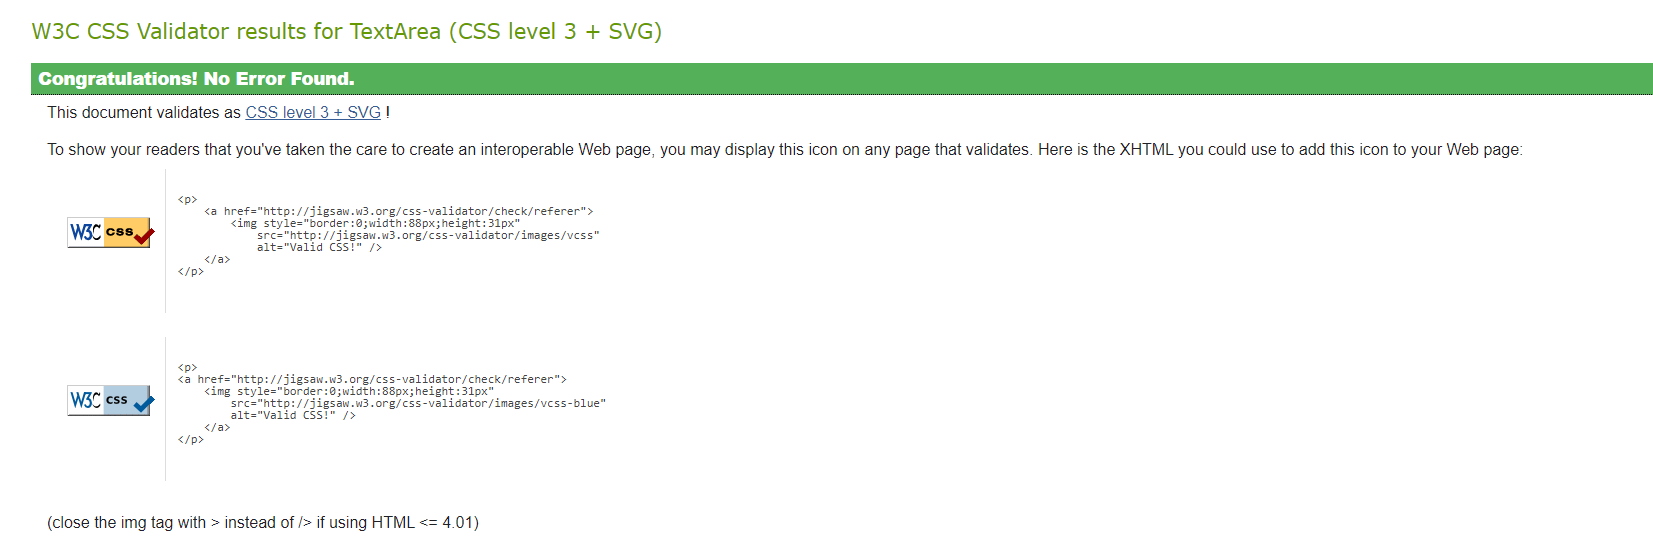 W3C CSS Validator results for TextArea (CSS level 3 + SVG)
Congratulations! No Error Found.
This document validates as CSS level 3 + SVG !
To show your readers that you've taken the care to create an interoperable Web page, you may display this icon on any page that validates. Here is the XHTML you could use to add this icon to your Web page:
W3C css
<p>
    <a href="http://jigsaw.w3.org/css-validator/check/referer">
        <img style="border:0;width:88px;height:31px"
            src="http://jigsaw.w3.org/css-validator/images/vcss"
            alt="Valid CSS!" />
    </a>
</p>
W3C css
<p>
<a href="http://jigsaw.w3.org/css-validator/check/referer">
    <img style="border:0;width:88px;height:31px"
        src="http://jigsaw.w3.org/css-validator/images/vcss-blue"
        alt="Valid CSS!" />
    </a>
</p>
(close the img tag with > instead of /> if using HTML <= 4.01)